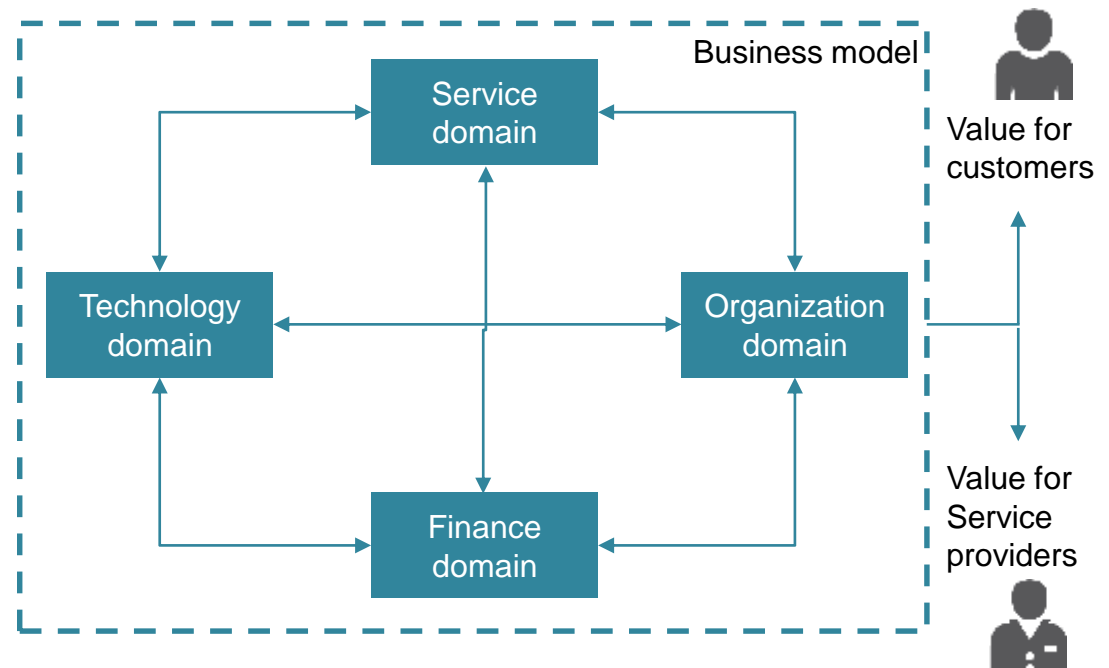 Business model
Service
domain
Value for
customers
Technology
domain
Organization
domain
Value for
Service
providers
Finance
domain